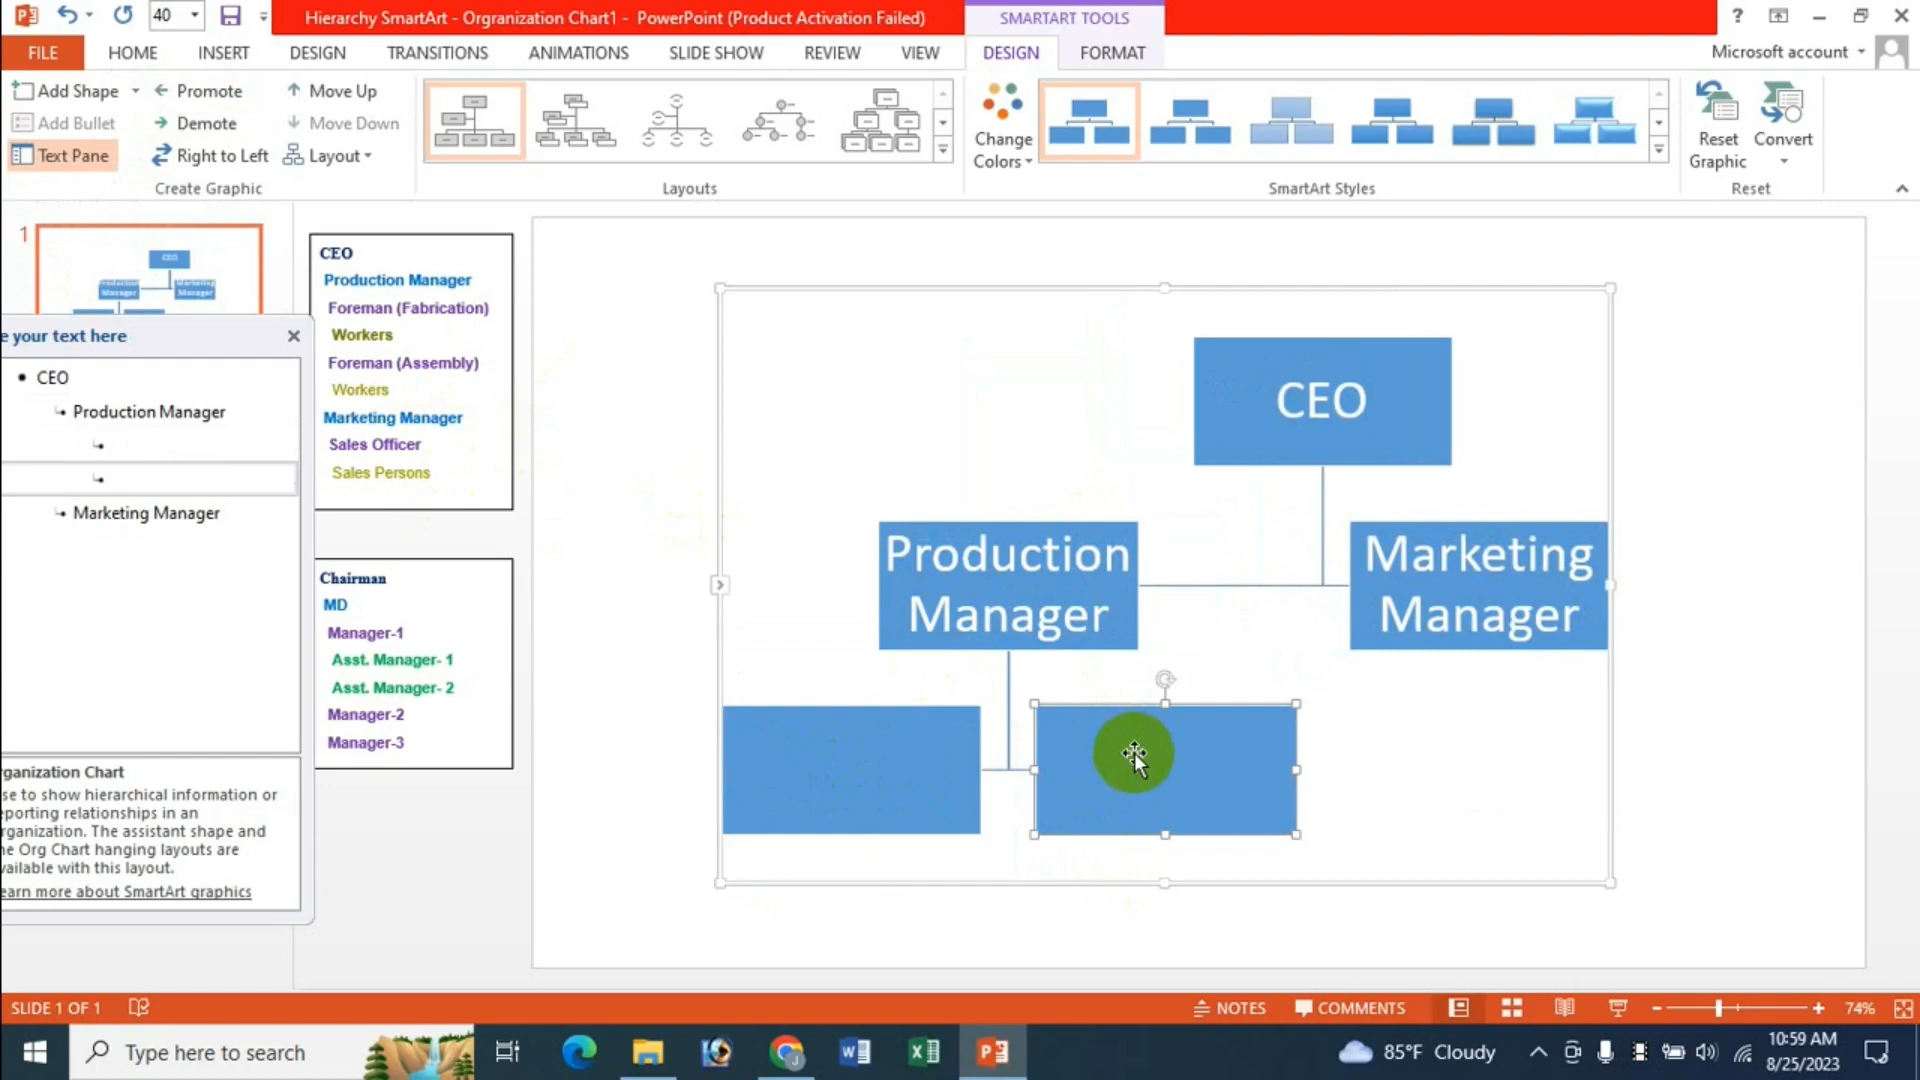 40
Hierarchy SmartArt - Orgranization Chart1 - PowerPoint (Product Activation Failed)
SMARTART TOOLS
?
FILE
HOME
INSERT
DESIGN
TRANSITIONS
ANIMATIONS
SLIDE SHOW
REVIEW
VIEW
DESIGN
FORMAT
Microsoft account
Add Shape
Promote
Move Up
Add Bullet
Demote
Move Down
Text Pane
Right to Left
Layout
Create Graphic
Layouts
Change
Colors
SmartArt Styles
Reset
Graphic
Convert
Reset
1
CEO
Production
Manager
Marketing
Manager
e your text here
CEO
Production Manager
Marketing Manager
rganization Chart
se to show hierarchical information or
eporting relationships in an
rganization. The assistant shape and
he Org Chart hanging layouts are
vailable with this layout.
earn more about SmartArt graphics
CEO
Production Manager
Foreman (Fabrication)
Workers
Foreman (Assembly)
Workers
Marketing Manager
Sales Officer
Sales Persons
Chairman
MD
Manager-1
Asst. Manager- 1
Asst. Manager- 2
Manager-2
Manager-3
CEO
Production
Manager
Marketing
Manager
SLIDE 1 OF 1
NOTES
COMMENTS
74%
Type here to search
85°F Cloudy
10:59 AM
8/25/2023